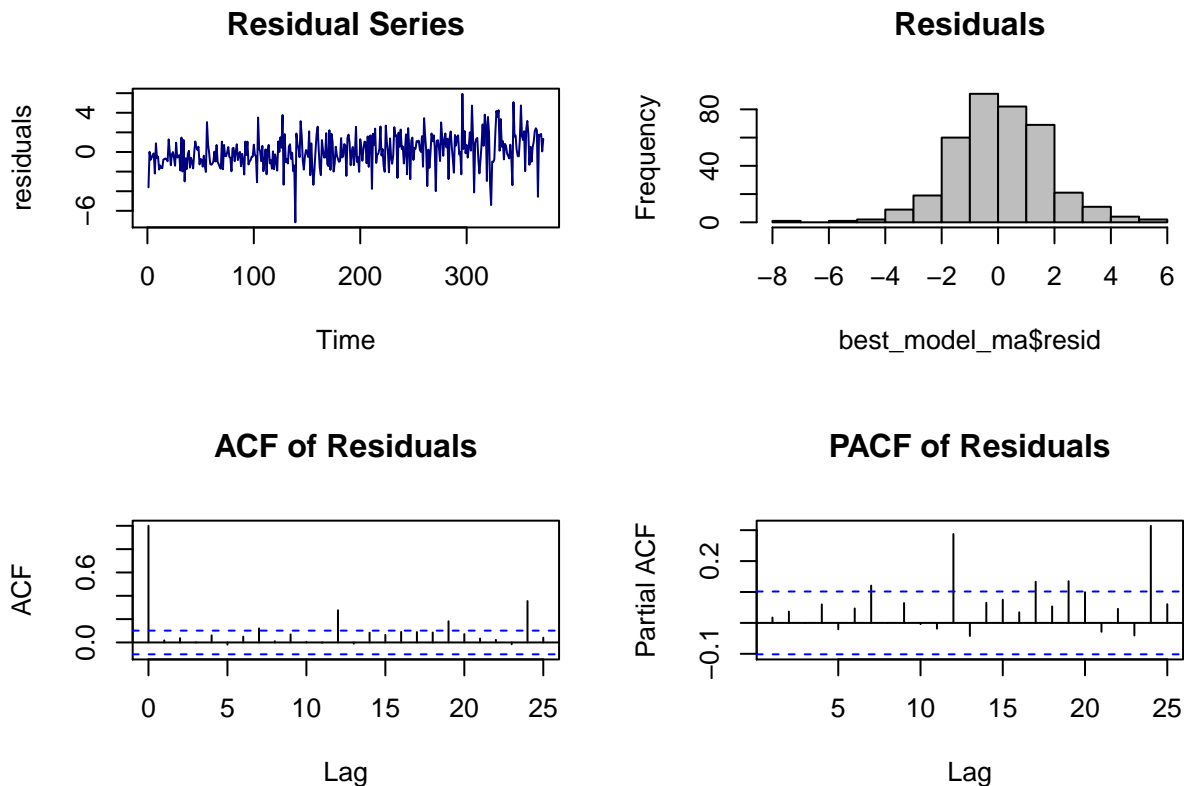 Residual Series
residuals
4
0
−6
0
100
200
300
Time
Residuals
Frequency
80
40
0
−8
−6
−4
−2
0
2
4
6
best_model_ma$resid
ACF of Residuals
ACF
0.6
0.0
0
5
10
15
20
25
Lag
PACF of Residuals
Partial ACF
0.2
−0.1
5
10
15
20
25
Lag